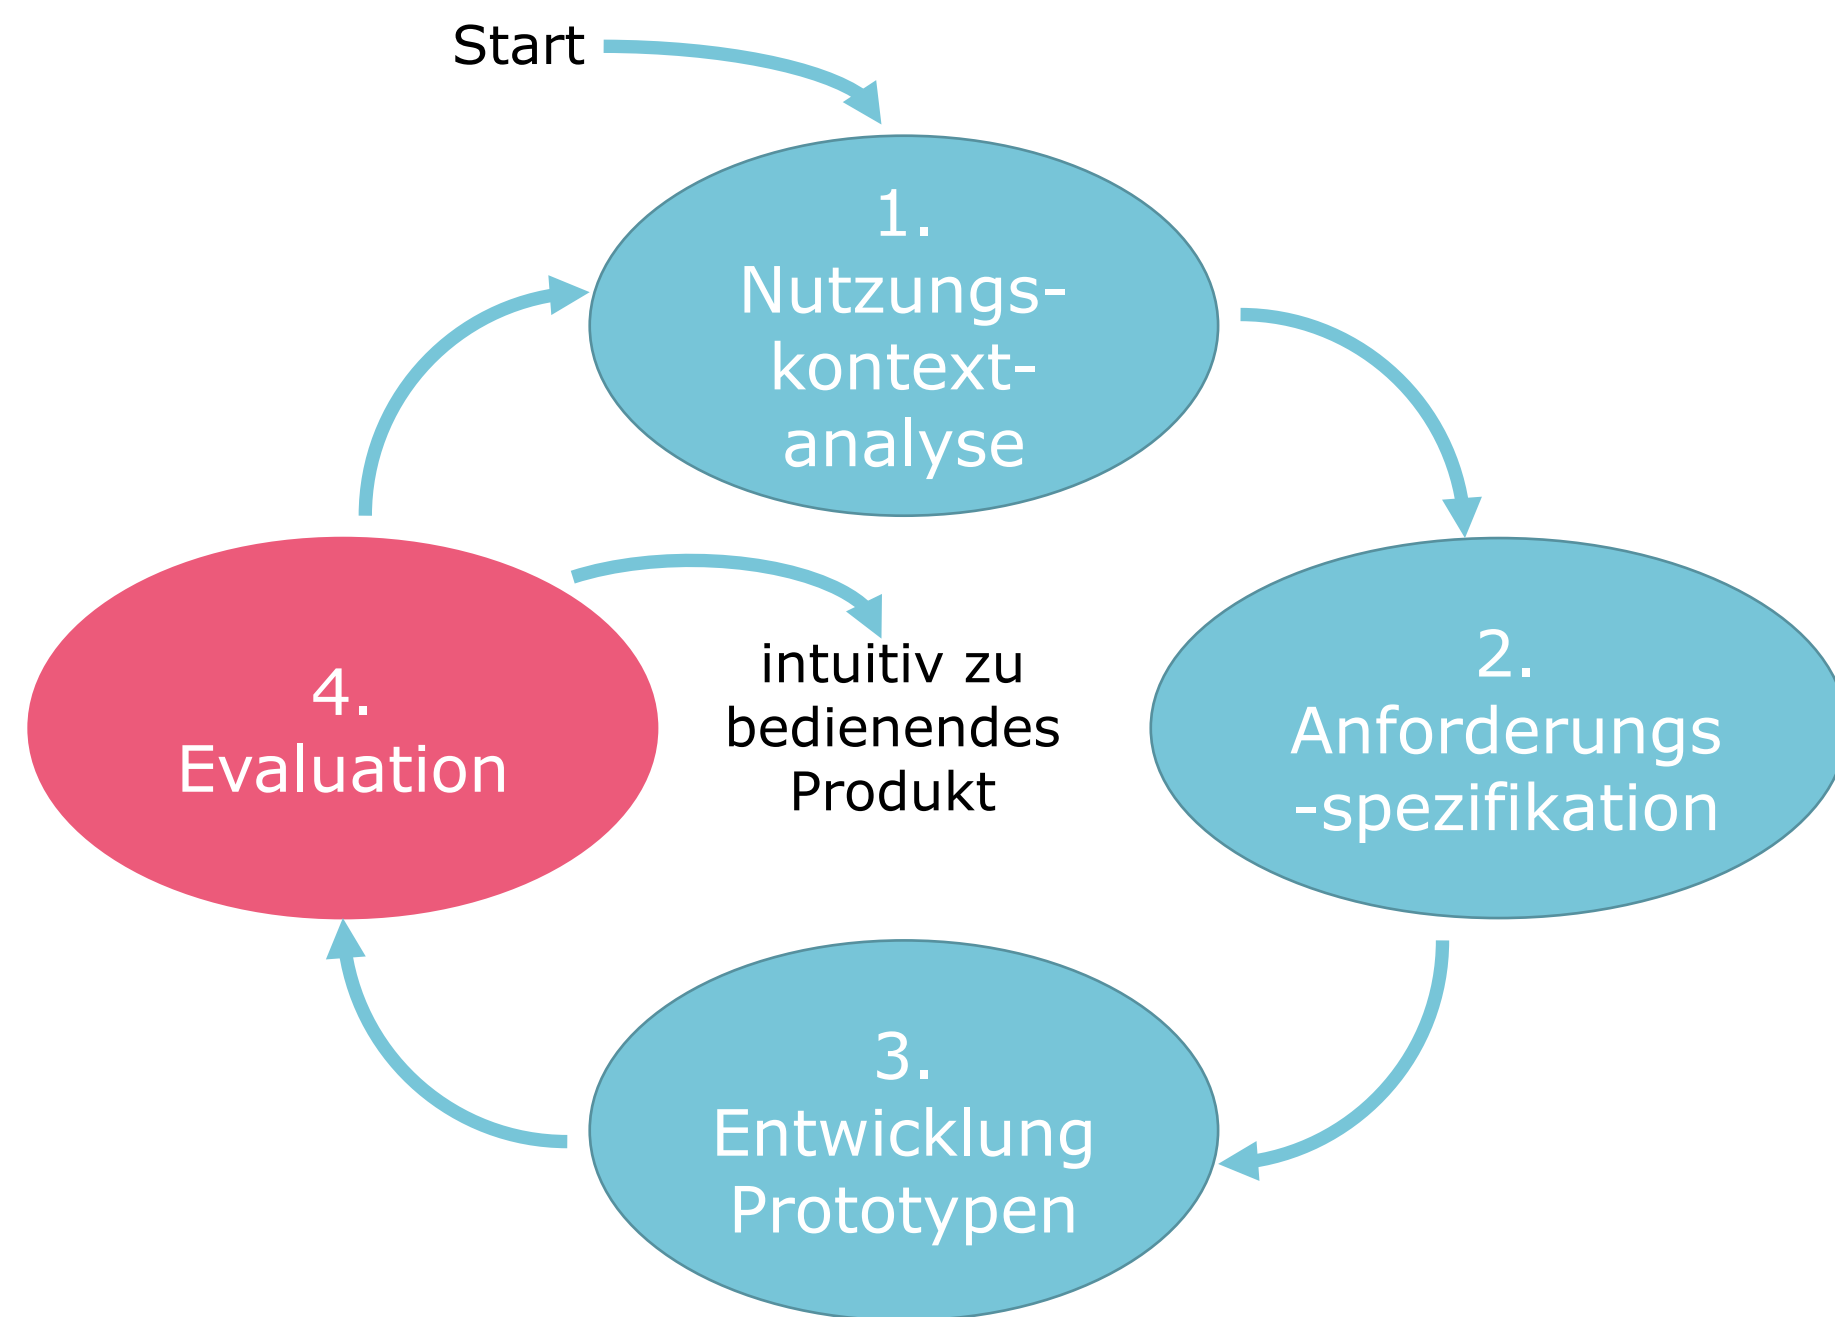 Start
1.
Nutzungs-
kontext-
analyse
2.
Anforderungs
-spezifikation
3.
Entwicklung
Prototypen
4.
Evaluation
intuitiv zu
bedienendes
Produkt